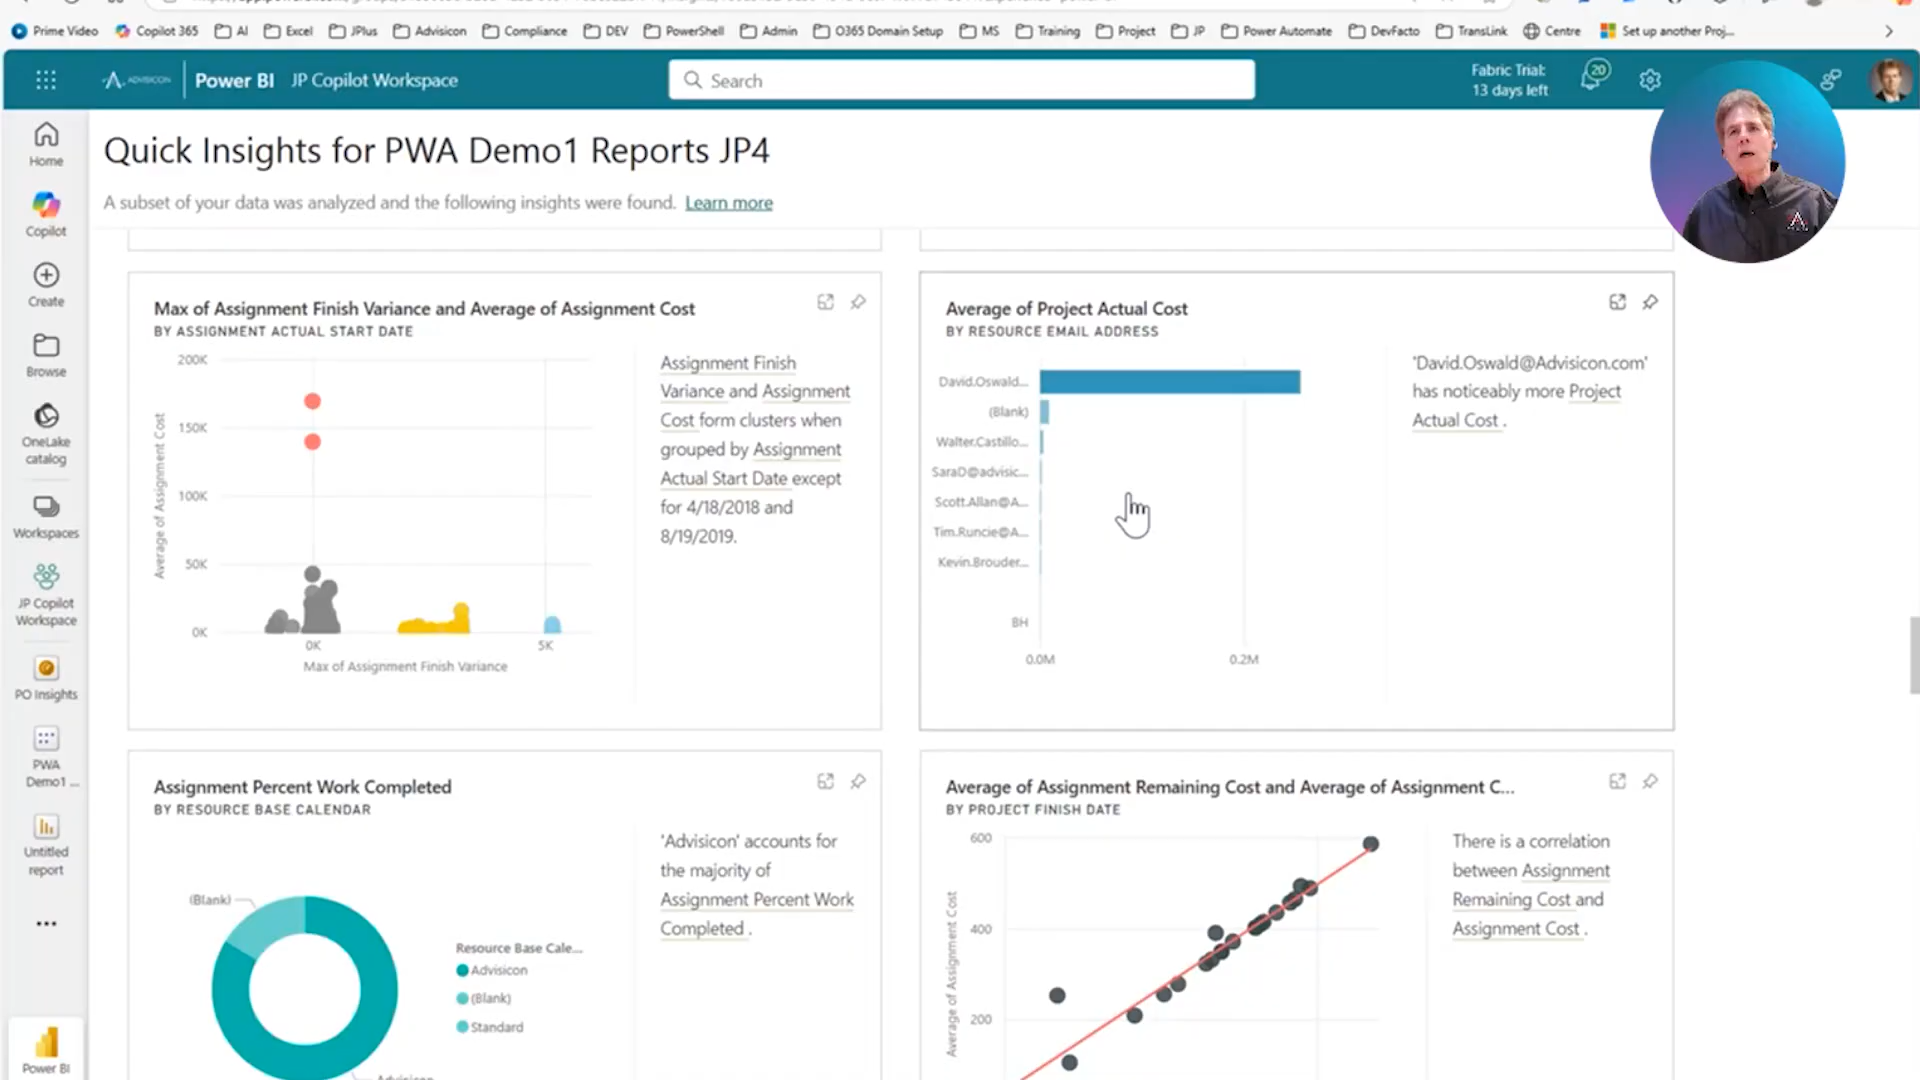 Prime Video
Copilot 365
AI
Excel
JPlus
Advisicon
Compliance
DEV
PowerShell
Admin
O365 Domain Setup
MS
Training
Project
JP
Power Automate
DevFacto
TransLink
Centre
Set up another Proj...
ADVISICON
Power BI
JP Copilot Workspace
Search
Fabric Trial:
13 days left
20
Home
Copilot
Create
Browse
OneLake
catalog
Workspaces
JP Copilot
Workspace
PO Insights
PWA
Demo1 ...
Untitled
report
Power BI
Quick Insights for PWA Demo1 Reports JP4
A subset of your data was analyzed and the following insights were found. Learn more
Max of Assignment Finish Variance and Average of Assignment Cost
BY ASSIGNMENT ACTUAL START DATE
200K
150K
100K
50K
0K
Average of Assignment Cost
0K
5K
Max of Assignment Finish Variance
Assignment Finish
Variance and Assignment
Cost form clusters when
grouped by Assignment
Actual Start Date except
for 4/18/2018 and
8/19/2019.
Average of Project Actual Cost
BY RESOURCE EMAIL ADDRESS
David.Oswald...
(Blank)
Walter.Castillo...
SaraD@advisic...
Scott.Allan@A...
Tim.Runcie@A...
Kevin.Brouder...
BH
0.0M
0.2M
'David.Oswald@Advisicon.com'
has noticeably more Project
Actual Cost .
Assignment Percent Work Completed
BY RESOURCE BASE CALENDAR
(Blank)
Advisicon
Resource Base Cale...
Advisicon
(Blank)
Standard
'Advisicon' accounts for
the majority of
Assignment Percent Work
Completed .
Average of Assignment Remaining Cost and Average of Assignment C...
BY PROJECT FINISH DATE
600
400
200
Average of Assignment Cost
There is a correlation
between Assignment
Remaining Cost and
Assignment Cost .